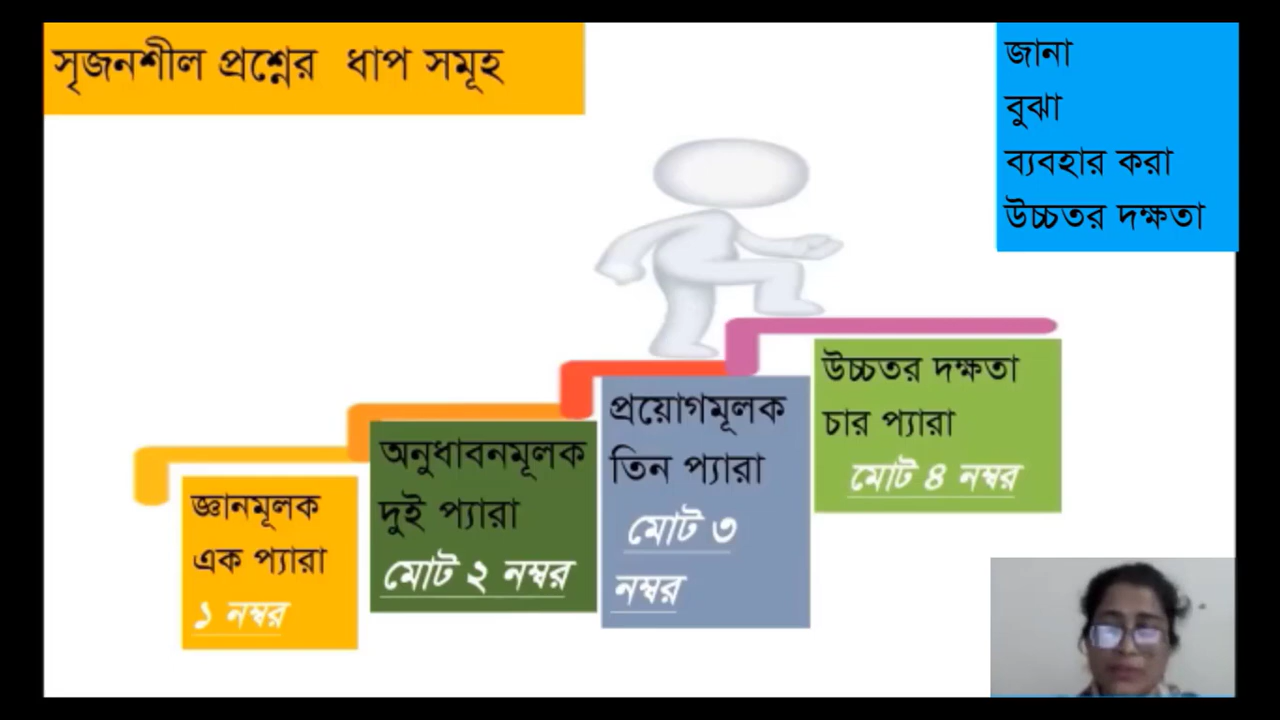 সৃজনশীল প্রশ্নের ধাপ সমূহ
জানা
বুঝা
ব্যবহার করা
উচ্চতর দক্ষতা
জ্ঞানমূলক
এক প্যারা
১ নম্বর
অনুধাবনমূলক
দুই প্যারা
মোট ২ নম্বর
প্রয়োগমূলক
তিন প্যারা
মোট ৩
নম্বর
উচ্চতর দক্ষতা
চার প্যারা
মোট ৪ নম্বর